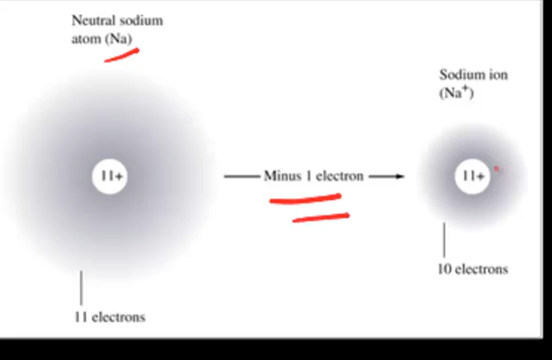 Neutral sodium
atom (Na)
11+
11 electrons
Minus 1 electron
Sodium ion
(Na⁺)
11+
10 electrons